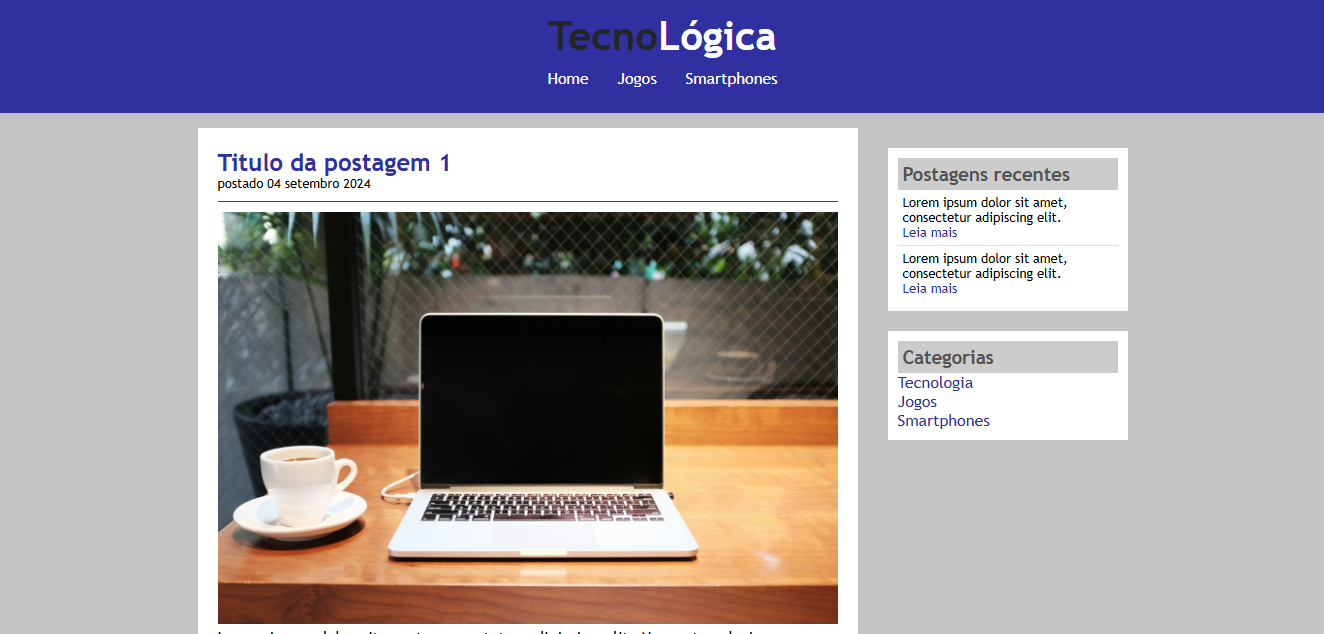 TecnoLógica
Home Jogos Smartphones
Titulo da postagem 1
postado 04 setembro 2024
Postagens recentes
Lorem ipsum dolor sit amet,
consectetur adipiscing elit.
Leia mais
Lorem ipsum dolor sit amet,
consectetur adipiscing elit.
Leia mais
Categorias
Tecnologia
Jogos
Smartphones